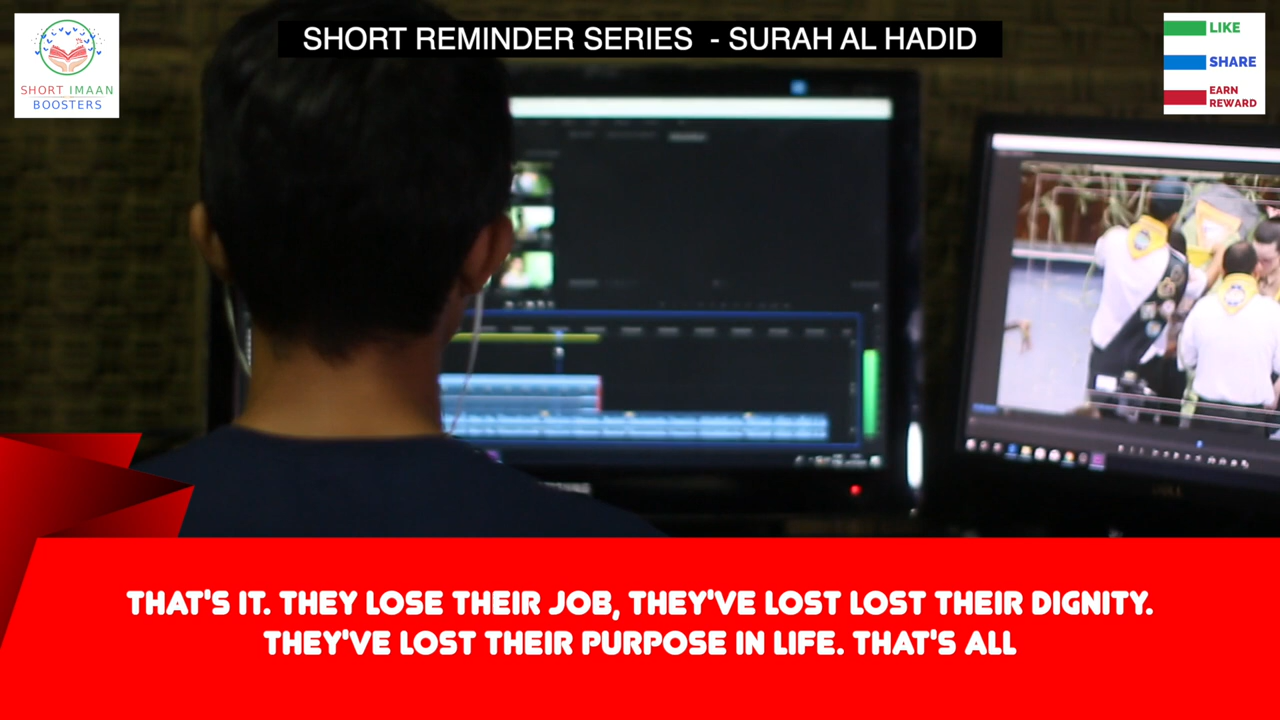 SHORT REMINDER SERIES - SURAH AL HADID
SHORT IMAAN
BOOSTERS
LIKE
SHARE
EARN
REWARD
THAT'S IT. THEY LOSE THEIR JOB, THEY'VE LOST LOST THEIR DIGNITY.
THEY'VE LOST THEIR PURPOSE IN LIFE. THAT'S ALL